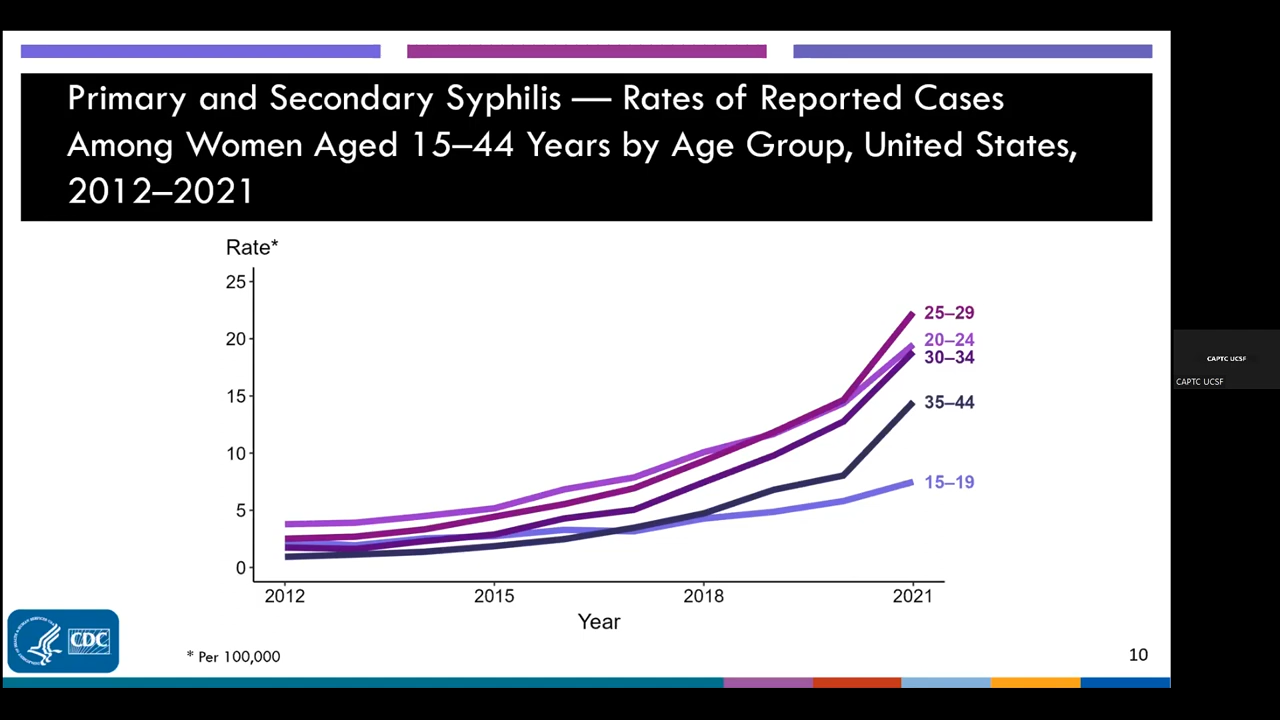 Primary and Secondary Syphilis — Rates of Reported Cases
Among Women Aged 15–44 Years by Age Group, United States,
2012–2021
Rate*
25
20
15
10
5
0
25–29
20–24
30–34
35–44
15–19
2012
2015
2018
2021
Year
CDC
* Per 100,000
10
CAPTC UCSF
CAPTC UCSF